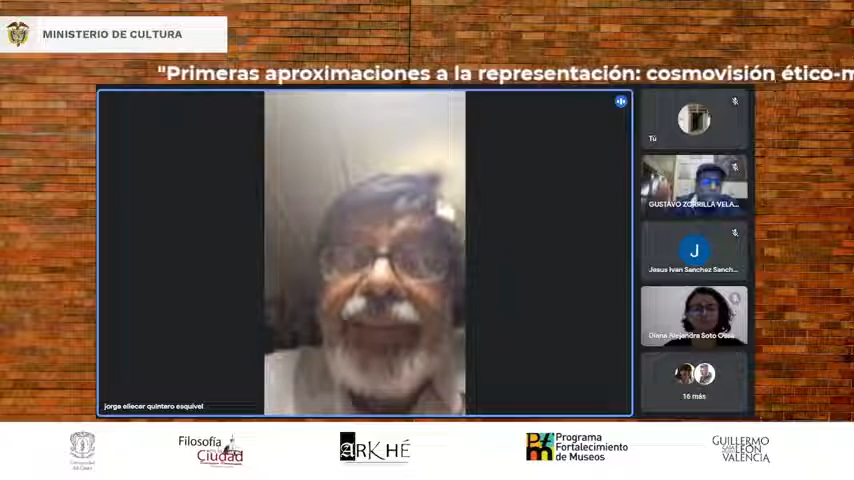 MINISTERIO DE CULTURA
"Primeras aproximaciones a la representación: cosmovisión ético-m
Tú
GUSTAVO ZORRILLA VELA...
J
Jesus Ivan Sanchez Sanch...
Diana Alejandra Soto
16 más
jorge eliecer quintero esquivel
Filosofía
Ciudad
ARKHÉ
Programa
Fortalecimiento
de Museos
GUILLERMO
LEÓN
VALENCIA